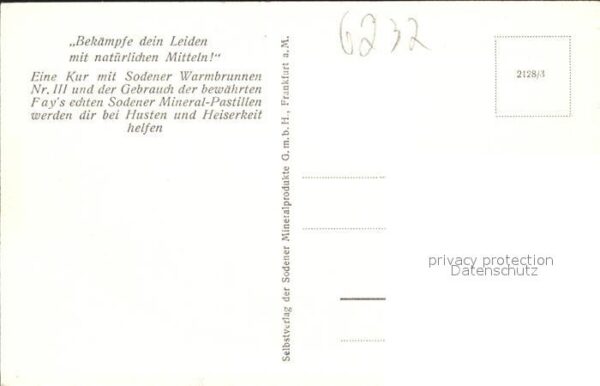 „Bekämpfe dein Leiden
mit natürlichen Mitteln!"
Eine Kur mit Sodener Warmbrunnen
Nr. III und der Gebrauch der bewährten
Fay's echten Sodener Mineral-Pastillen
werden dir bei Husten und Heiserkeit
helfen
Selbstverlag der Sodener Mineralprodukte G. m. b. H., Frankfurt a. M.
6232
2128/3
privacy protection
Datenschutz